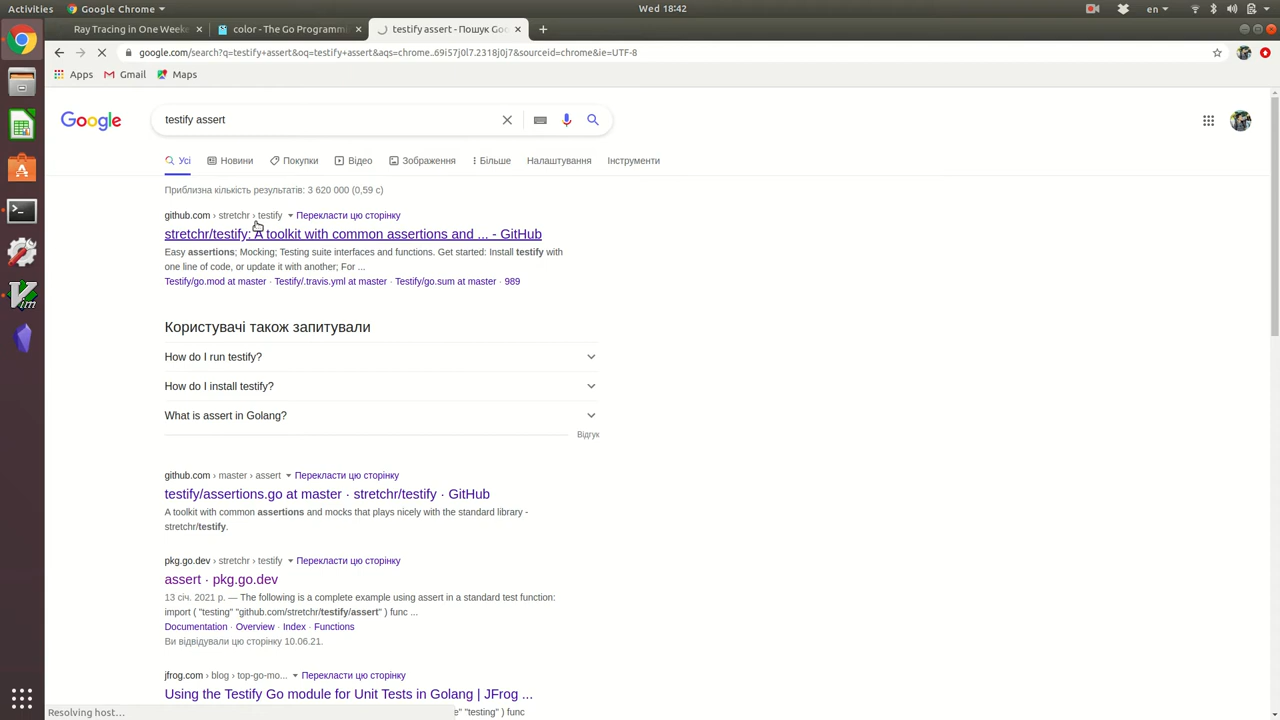 Activities
Google Chrome
Wed 18:42
en
Ray Tracing in One Weeke
color - The Go Programmi
testify assert - Пошук Goo
google.com/search?q=testify+assert&oq=testify+assert&aqs=chrome..69i57j0l7.2318j0j7&sourceid=chrome&ie=UTF-8
Apps
Gmail
Maps
Google
testify assert
Усі
Новини
Покупки
Відео
Зображення
Більше
Налаштування
Інструменти
Приблизна кількість результатів: 3 620 000 (0,59 с)
github.com › stretchr › testify Перекласти цю сторінку
stretchr/testify: A toolkit with common assertions and ... - GitHub
Easy assertions; Mocking; Testing suite interfaces and functions. Get started: Install testify with
one line of code, or update it with another; For ...
Testify/go.mod at master · Testify/.travis.yml at master · Testify/go.sum at master · 989
Користувачі також запитували
How do I run testify?
How do I install testify?
What is assert in Golang?
Відгук
github.com › master › assert Перекласти цю сторінку
testify/assertions.go at master · stretchr/testify · GitHub
A toolkit with common assertions and mocks that plays nicely with the standard library -
stretchr/testify.
pkg.go.dev › stretchr › testify Перекласти цю сторінку
assert · pkg.go.dev
13 січ. 2021 р. — The following is a complete example using assert in a standard test function:
import ( "testing" "github.com/stretchr/testify/assert" ) func ...
Documentation · Overview · Index · Functions
Ви відвідували цю сторінку 10.06.21.
jfrog.com › blog › top-go-mo... Перекласти цю сторінку
Using the Testify Go module for Unit Tests in Golang | JFrog ...
Resolving host…
e" "testing" ) func